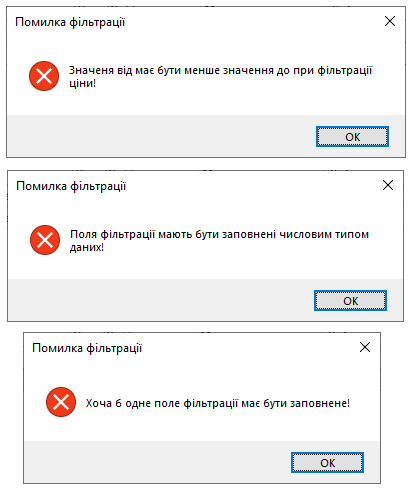 Помилка фільтрації
Значеня від має бути менше значення до при фільтрації
ціни!
OK
Помилка фільтрації
Поля фільтрації мають бути заповнені числовим типом
даних!
OK
Помилка фільтрації
Хоча б одне поле фільтрації має бути заповнене!
OK